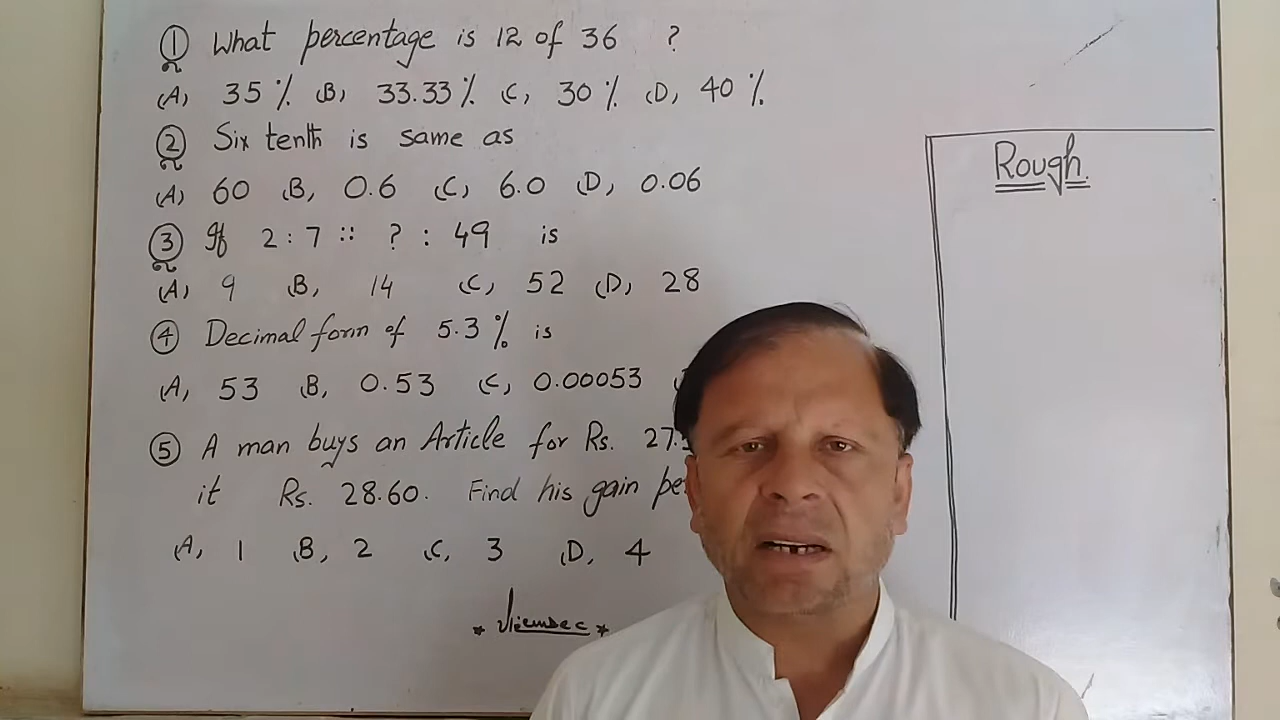 1 What percentage is 12 of 36 ?
(A) 35 % (B) 33.33 % (C) 30 % (D) 40 %
2 Six tenth is same as
(A) 60 (B) 0.6 (C) 6.0 (D) 0.06
3 If 2 : 7 :: ? : 49 is
(A) 9 (B) 14 (C) 52 (D) 28
4 Decimal form of 5.3 % is
(A) 53 (B) 0.53 (C) 0.00053
5 A man buys an Article for Rs. 27.
it Rs. 28.60. Find his gain
(A) 1 (B) 2 (C) 3 (D) 4
Rough.